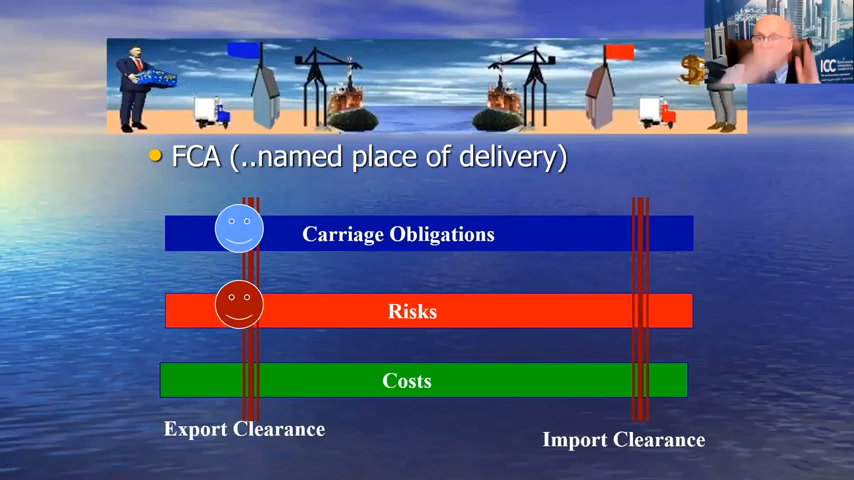 ICC
FCA (..named place of delivery)
Carriage Obligations
Risks
Costs
Export Clearance
Import Clearance